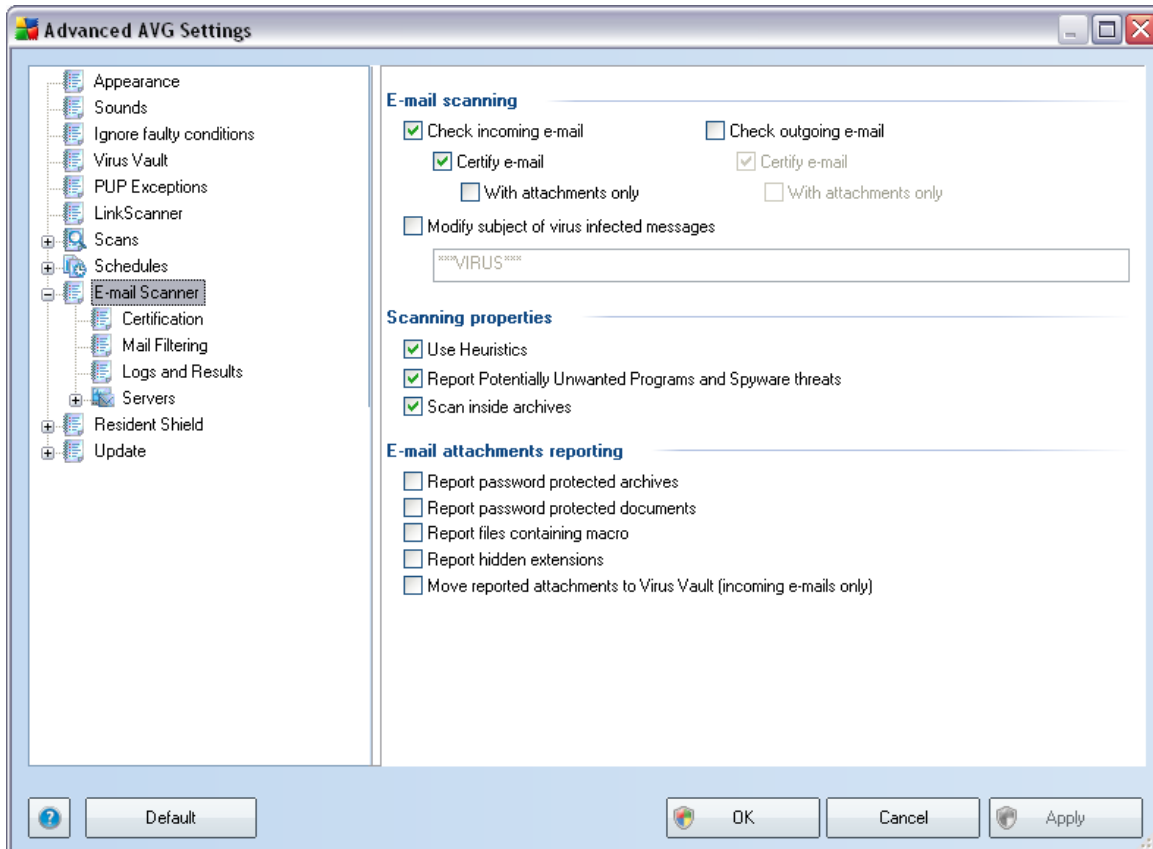 Advanced AVG Settings
Appearance
Sounds
Ignore faulty conditions
Virus Vault
PUP Exceptions
LinkScanner
Scans
Schedules
E-mail Scanner
Certification
Mail Filtering
Logs and Results
Servers
Resident Shield
Update
E-mail scanning
Check incoming e-mail
Check outgoing e-mail
Certify e-mail
Certify e-mail
With attachments only
With attachments only
Modify subject of virus infected messages
***VIRUS***
Scanning properties
Use Heuristics
Report Potentially Unwanted Programs and Spyware threats
Scan inside archives
E-mail attachments reporting
Report password protected archives
Report password protected documents
Report files containing macro
Report hidden extensions
Move reported attachments to Virus Vault (incoming e-mails only)
?
Default
OK
Cancel
Apply